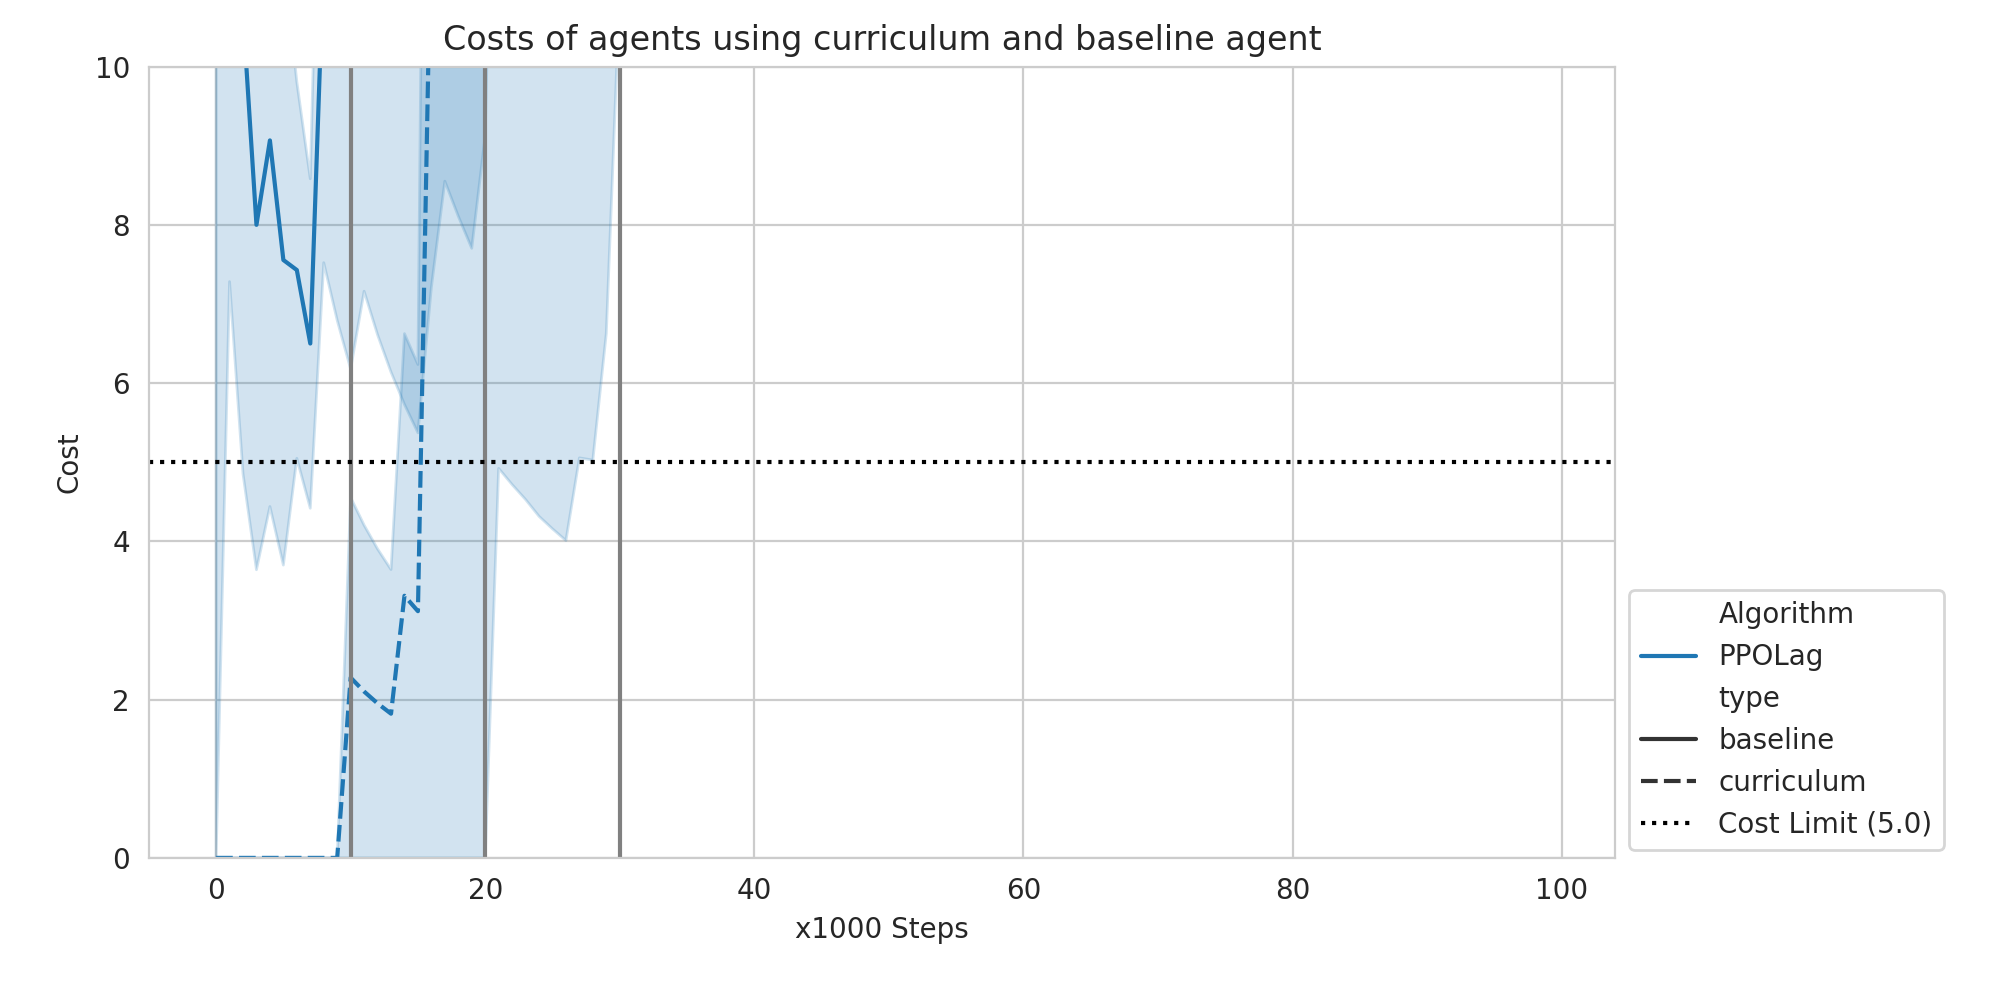 Costs of agents using curriculum and baseline agent
10
8
6
4
2
0
Cost
0 20 40 60 80 100
x1000 Steps
Algorithm
PPOLag
type
baseline
curriculum
Cost Limit (5.0)